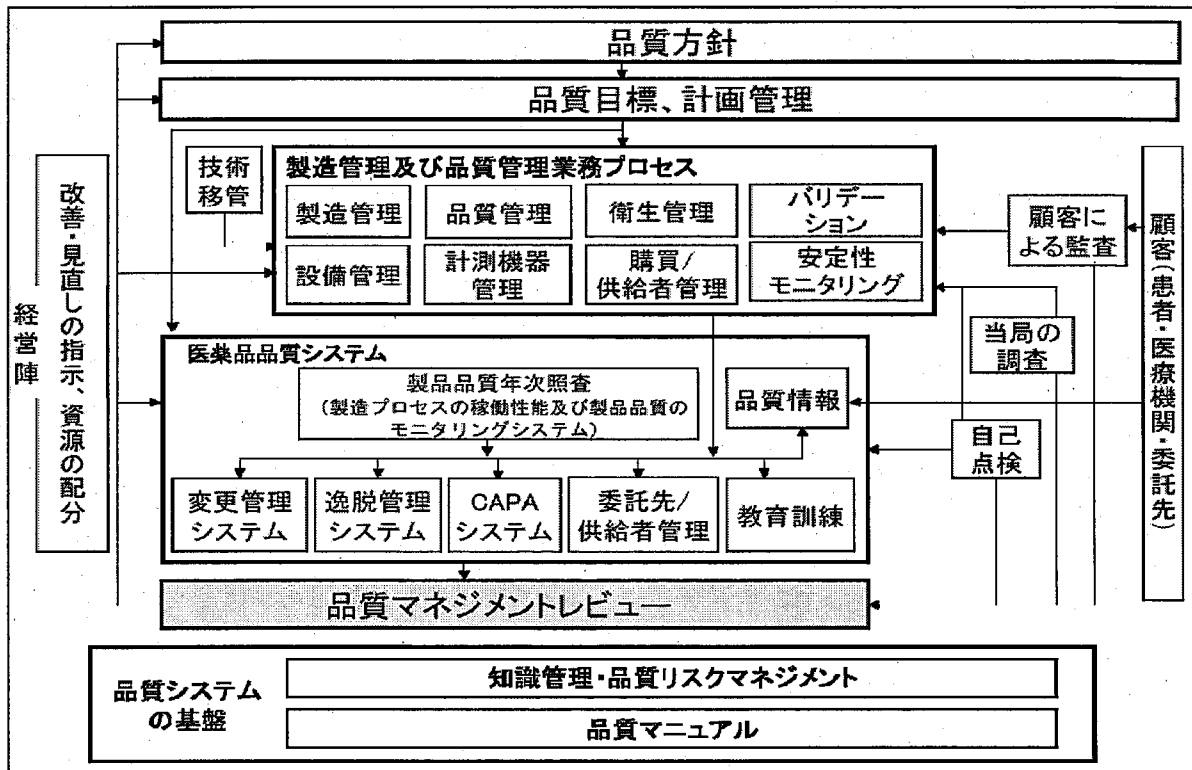 品質方針
品質目標、計画管理
技術
移管
製造管理及び品質管理業務プロセス
製造管理
品質管理
衛生管理
バリデー
ション
設備管理
計測機器
管理
購買/
供給者管理
安定性
モニタリング
顧客に
よる監査
当局の
調査
自己
点検
顧客(患者・医療機関・委託先)
経営陣
改善・見直しの指示、資源の配分
医薬品品質システム
製品品質年次照査
(製造プロセスの稼働性能及び製品品質の
モニタリングシステム)
品質情報
変更管理
システム
逸脱管理
システム
CAPA
システム
委託先/
供給者管理
教育訓練
品質マネジメントレビュー
品質システム
の基盤
知識管理・品質リスクマネジメント
品質マニュアル